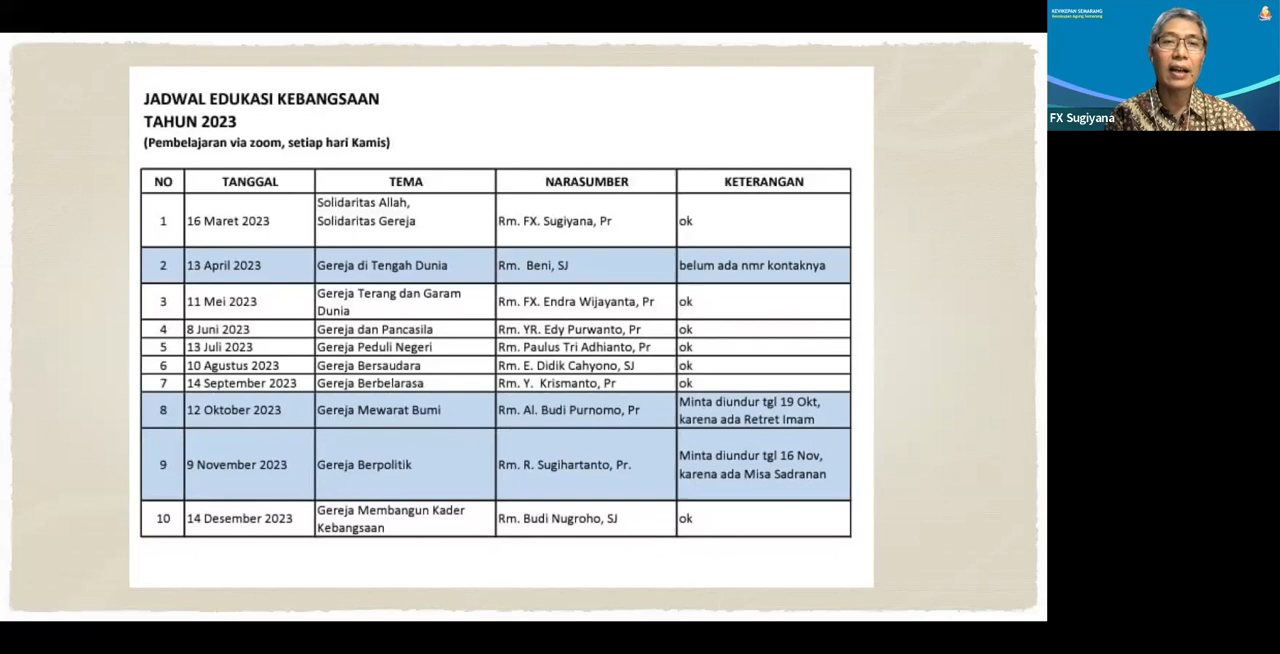 JADWAL EDUKASI KEBANGSAAN
TAHUN 2023
(Pembelajaran via zoom, setiap hari Kamis)
NO TANGGAL TEMA NARASUMBER KETERANGAN
1 16 Maret 2023 Solidaritas Allah, Solidaritas Gereja Rm. FX. Sugiyana, Pr ok
2 13 April 2023 Gereja di Tengah Dunia Rm. Beni, SJ belum ada nmr kontaknya
3 11 Mei 2023 Gereja Terang dan Garam Dunia Rm. FX. Endra Wijayanta, Pr ok
4 8 Juni 2023 Gereja dan Pancasila Rm. YR. Edy Purwanto, Pr ok
5 13 Juli 2023 Gereja Peduli Negeri Rm. Paulus Tri Adhianto, Pr ok
6 10 Agustus 2023 Gereja Bersaudara Rm. E. Didik Cahyono, SJ ok
7 14 September 2023 Gereja Berbelarasa Rm. Y. Krismanto, Pr ok
8 12 Oktober 2023 Gereja Mewarat Bumi Rm. Al. Budi Purnomo, Pr Minta diundur tgl 19 Okt, karena ada Retret Imam
9 9 November 2023 Gereja Berpolitik Rm. R. Sugihartanto, Pr. Minta diundur tgl 16 Nov, karena ada Misa Sadranan
10 14 Desember 2023 Gereja Membangun Kader Kebangsaan Rm. Budi Nugroho, SJ ok
KEVIKEPAN SEMARANG
Keuskupan Agung Semarang
FX Sugiyana